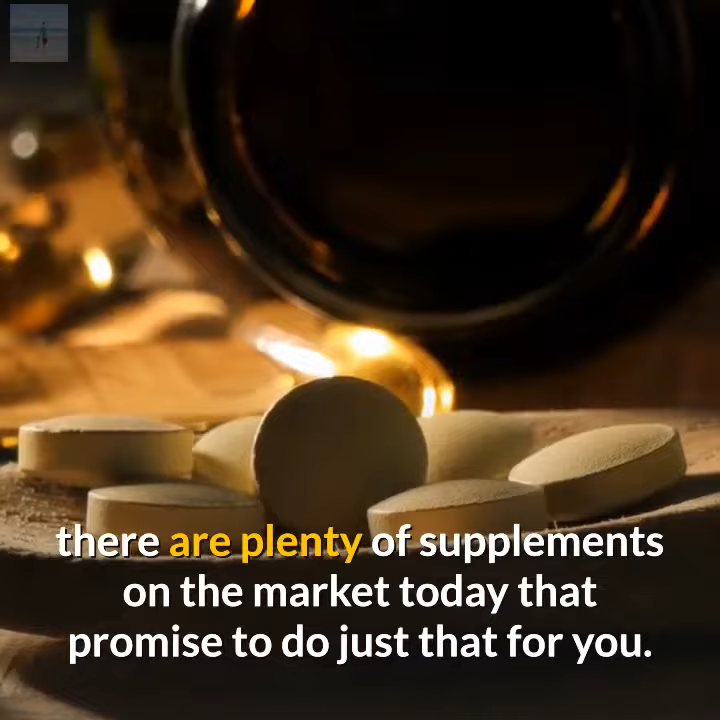 there are plenty of supplements
on the market today that
promise to do just that for you.